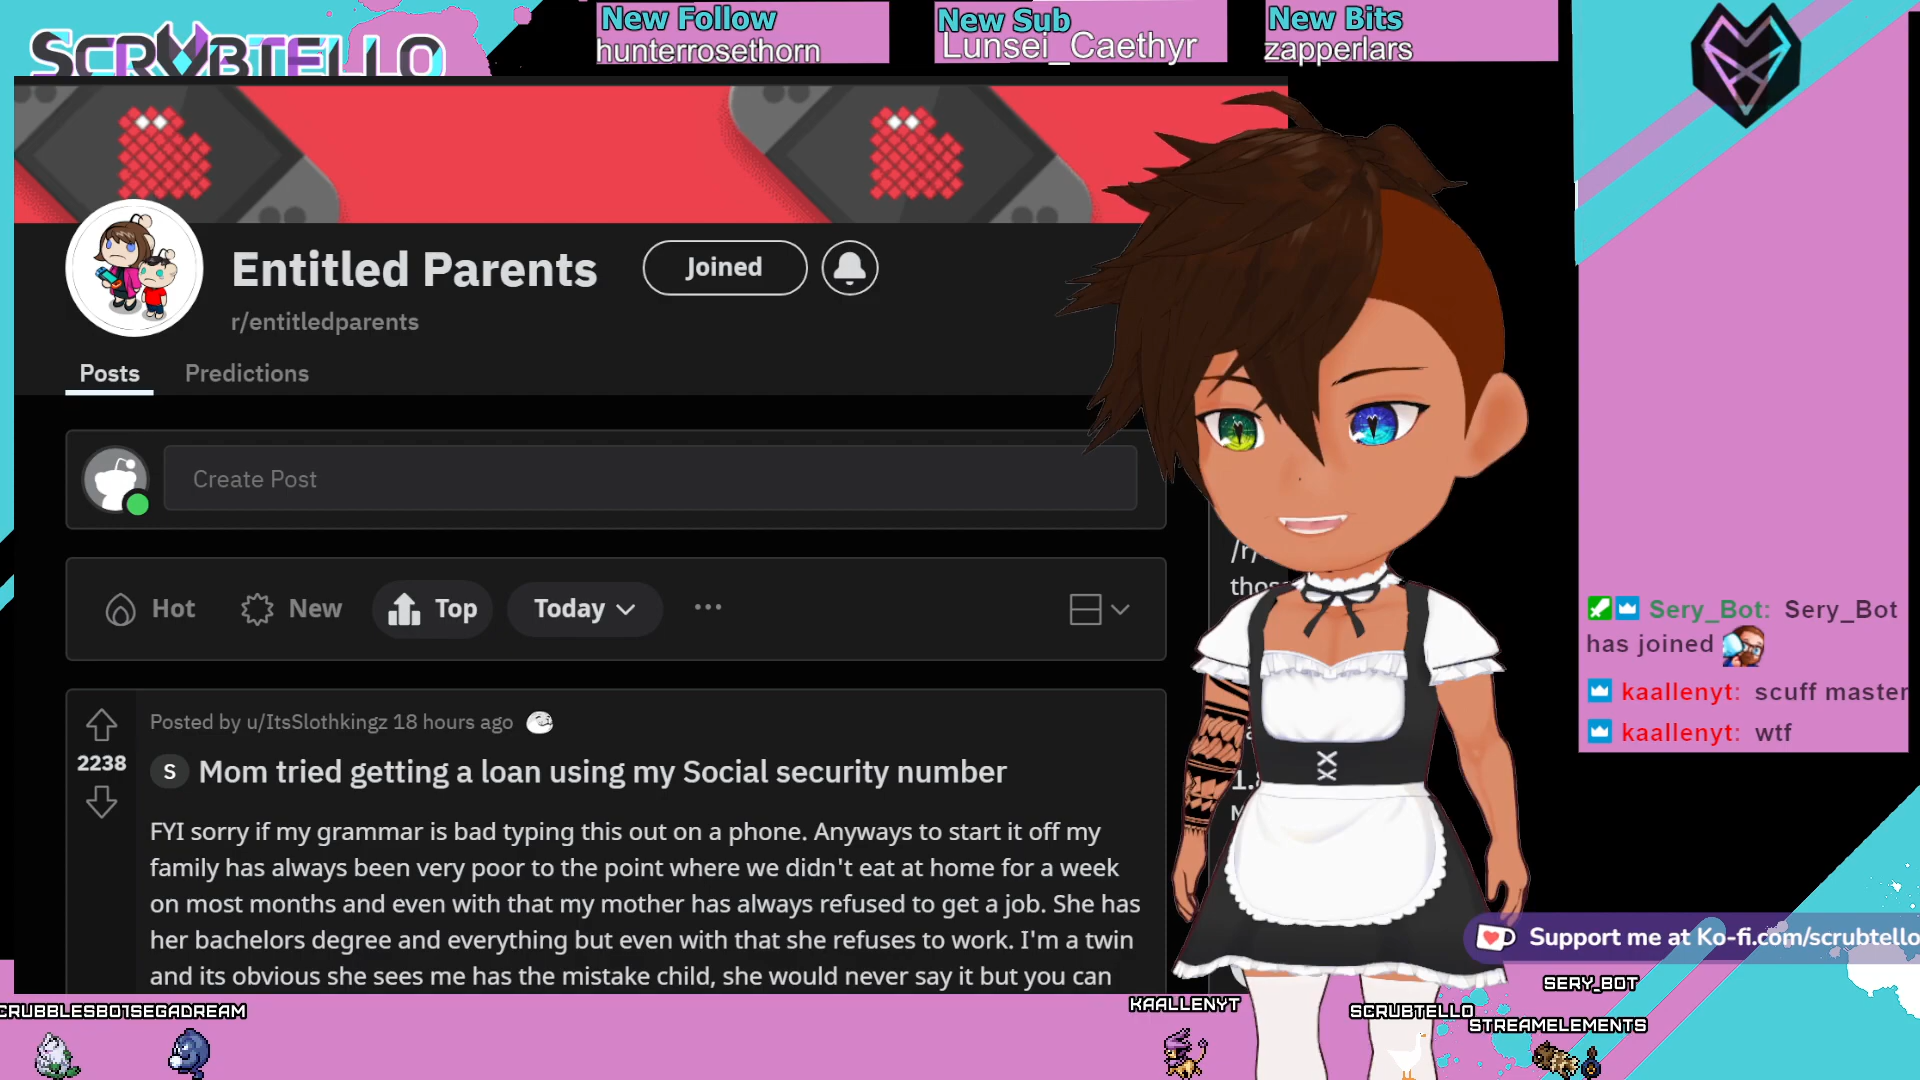 SCRUBTELLO
New Follow
hunterrosethorn
New Sub
Lunsei_Caethyr
New Bits
zapperlars
Entitled Parents
Joined
r/entitledparents
Posts
Predictions
Create Post
Hot
New
Top
Today
Posted by u/ItsSlothkingz 18 hours ago
2238
S
Mom tried getting a loan using my Social security number
FYI sorry if my grammar is bad typing this out on a phone. Anyways to start it off my
family has always been very poor to the point where we didn't eat at home for a week
on most months and even with that my mother has always refused to get a job. She has
her bachelors degree and everything but even with that she refuses to work. I'm a twin
and its obvious she sees me has the mistake child, she would never say it but you can
Sery_Bot: Sery_Bot
has joined
kaallenyt: scuff master
kaallenyt: wtf
Support me at Ko-fi.com/scrubtello
SERY_BOT
KAALLENYT
SCRUBTELLO
STREAMELEMENTS